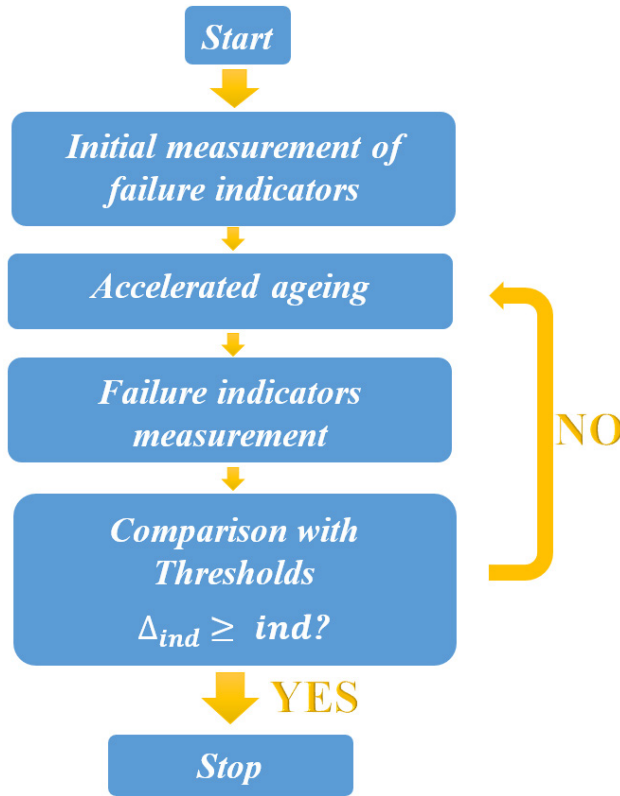 Start
Initial measurement of
failure indicators
Accelerated ageing
Failure indicators
measurement
NO
Comparison with
Thresholds
Δ_ind ≥ ind?
YES
Stop